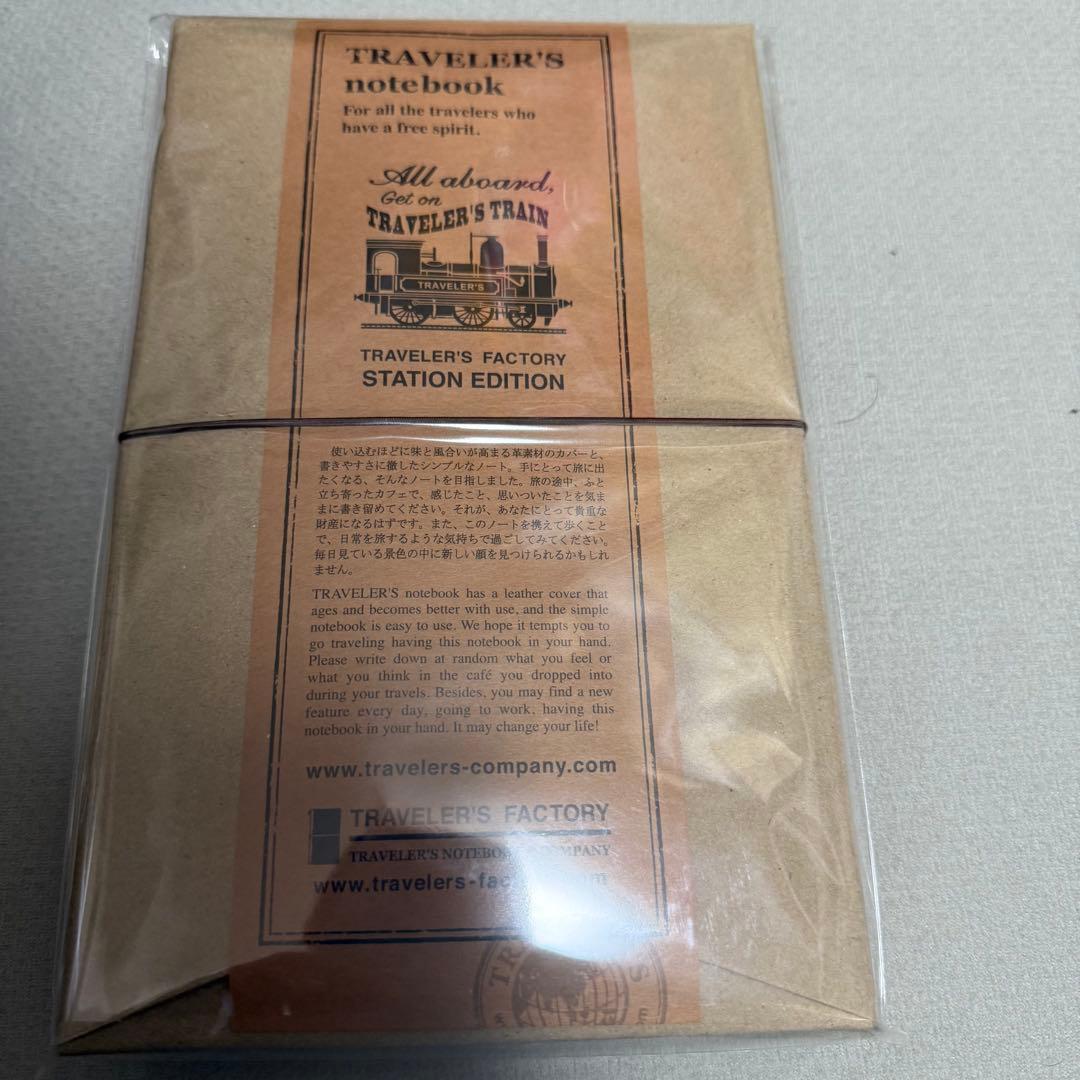 TRAVELER'S
notebook
For all the travelers who
have a free spirit.
All aboard,
Get on
TRAVELER'S TRAIN
TRAVELER'S
TRAVELER'S FACTORY
STATION EDITION
使い込むほどに味と風合いが高まる革素材のカバーと、
書きやすさに徹したシンプルなノート。手にとって旅に出
たくなる、そんなノートを目指しました。旅の途中、ふと
立ち寄ったカフェで、感じたこと、思いついたことを気ま
まに書き留めてください。それが、あなたにとって貴重な
財産になるはずです。また、このノートを携えて歩くこと
で、日常を旅するような気持ちで過ごしてみてください。
毎日見ている景色の中に新しい顔を見つけられるかもしれ
ません。
TRAVELER'S notebook has a leather cover that
ages and becomes better with use, and the simple
notebook is easy to use. We hope it tempts you to
go traveling having this notebook in your hand.
Please write down at random what you feel or
what you think in the café you dropped into
during your travels. Besides, you may find a new
feature every day, going to work, having this
notebook in your hand. It may change your life!
www.travelers-company.com
TRAVELER'S FACTORY
TRAVELER'S NOTEBOOK COMPANY